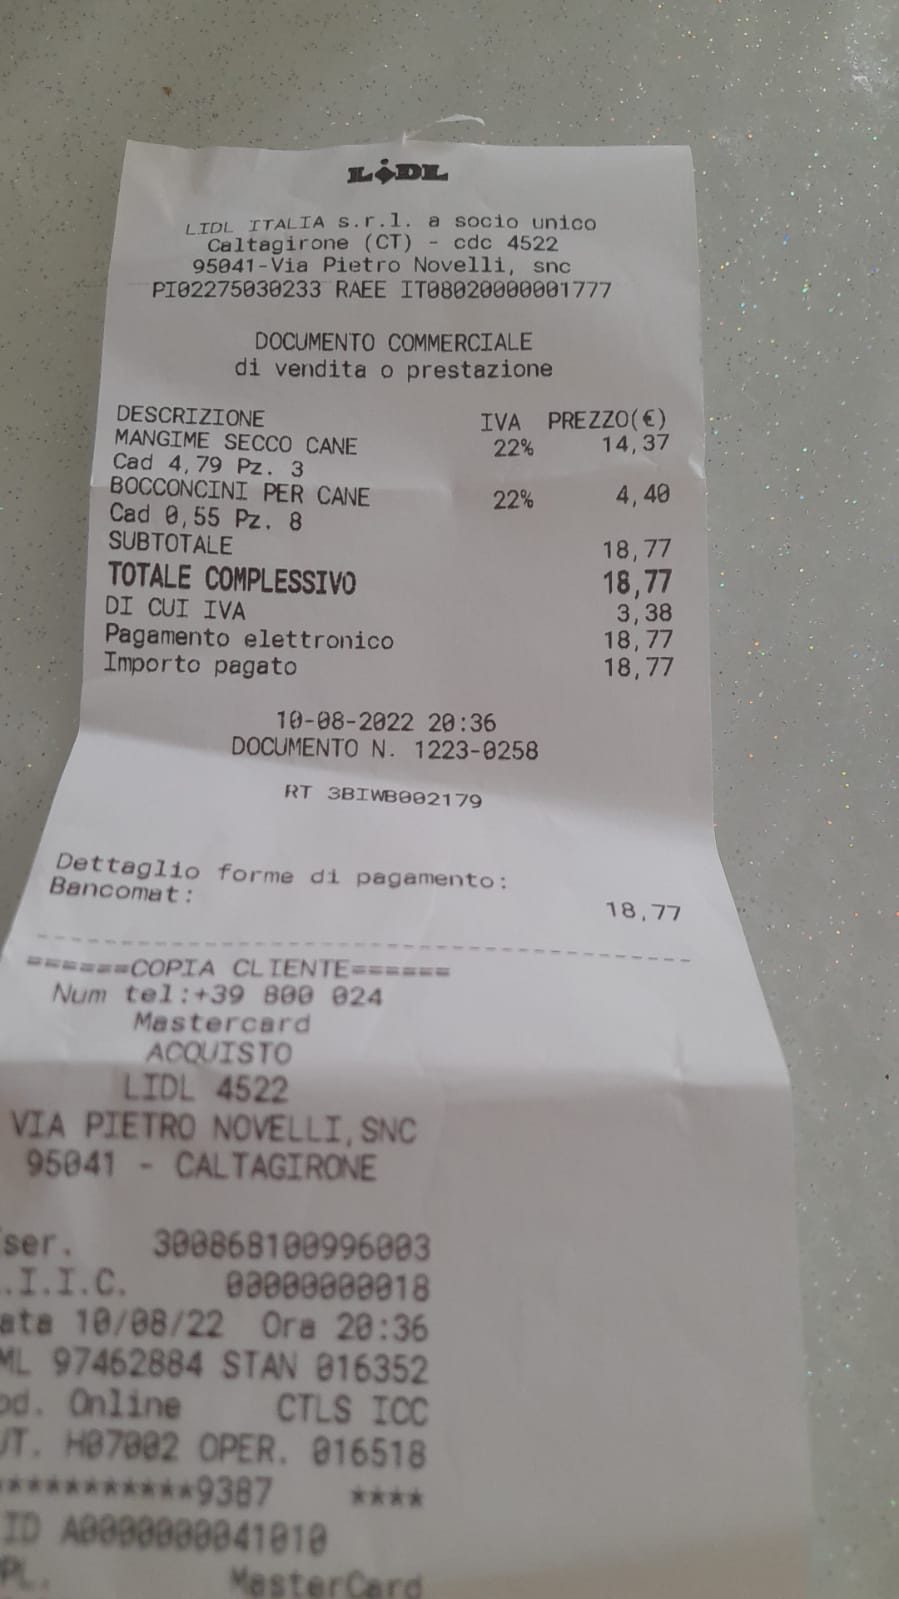 LIDL
LIDL ITALIA s.r.l. a socio unico
Caltagirone (CT) - cdc 4522
95041-Via Pietro Novelli, snc
PI02275030233 RAEE IT08020000001777
DOCUMENTO COMMERCIALE
di vendita o prestazione
DESCRIZIONE IVA PREZZO(€)
MANGIME SECCO CANE 22% 14,37
Cad 4,79 Pz. 3
BOCCONCINI PER CANE 22% 4,40
Cad 0,55 Pz. 8
SUBTOTALE 18,77
TOTALE COMPLESSIVO 18,77
DI CUI IVA 3,38
Pagamento elettronico 18,77
Importo pagato 18,77
10-08-2022 20:36
DOCUMENTO N. 1223-0258
RT 3BIWB002179
Dettaglio forme di pagamento:
Bancomat: 18,77
======COPIA CLIENTE======
Num tel:+39 800 024
Mastercard
ACQUISTO
LIDL 4522
VIA PIETRO NOVELLI,SNC
95041 - CALTAGIRONE
ser. 300868100996003
.I.I.C. 00000000018
ata 10/08/22 Ora 20:36
ML 97462884 STAN 016352
od. Online CTLS ICC
UT. H07002 OPER. 016518
***********9387 ****
ID A0000000041010
PL. MasterCard